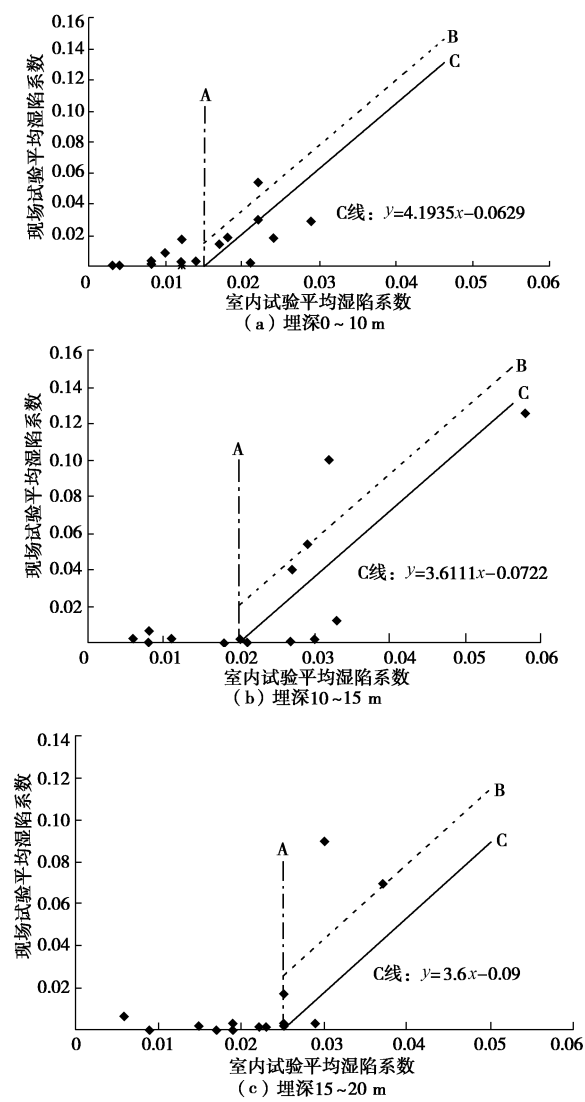 现场试验平均湿陷系数
0.16
0.14
0.12
0.10
0.08
0.06
0.04
0.02
A
B
C
C线：y=4.1935x-0.0629
0 0.01 0.02 0.03 0.04 0.05 0.06
室内试验平均湿陷系数
（a）埋深0～10 m
现场试验平均湿陷系数
0.16
0.14
0.12
0.10
0.08
0.06
0.04
0.02
A
B
C
C线：y=3.6111x-0.0722
0 0.01 0.02 0.03 0.04 0.05 0.06
室内试验平均湿陷系数
（b）埋深10～15 m
现场试验平均湿陷系数
0.14
0.12
0.10
0.08
0.06
0.04
0.02
A
B
C
C线：y=3.6x-0.09
0 0.01 0.02 0.03 0.04 0.05 0.06
室内试验平均湿陷系数
（c）埋深15～20 m